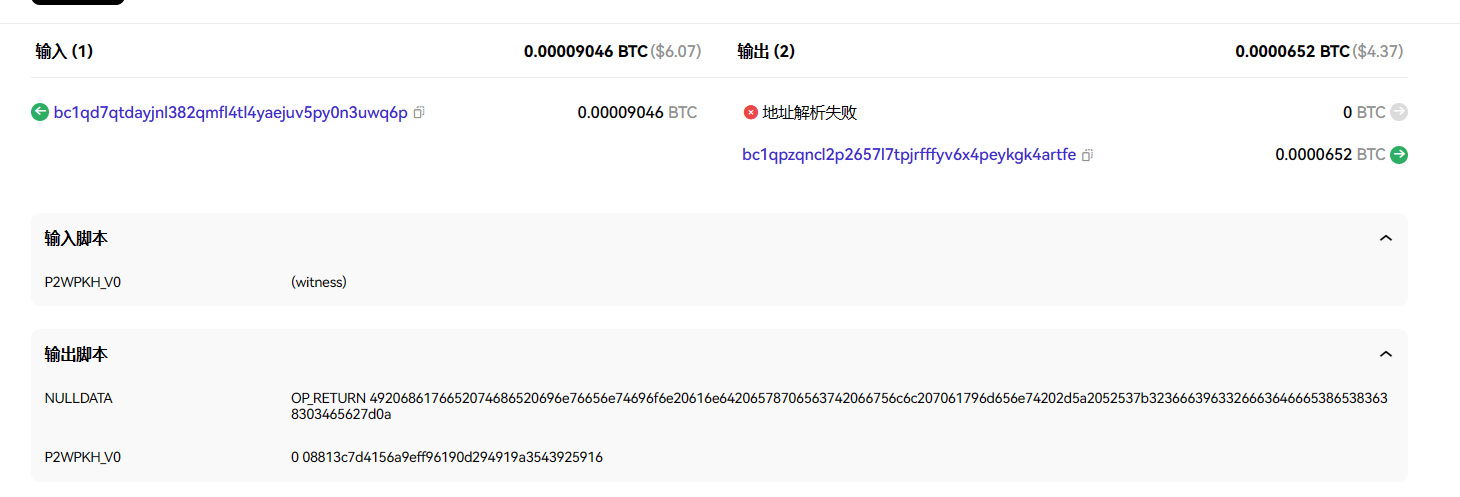 输入 (1) 0.00009046 BTC($6.07) 输出 (2) 0.0000652 BTC($4.37)
bc1qd7qtdayjnl382qmfl4tl4yaejuv5py0n3uwq6p 0.00009046 BTC 地址解析失败 0 BTC
bc1qpzqncl2p2657l7tpjrfffyv6x4peykgk4artfe 0.0000652 BTC
输入脚本
P2WPKH_V0 (witness)
输出脚本
NULLDATA OP_RETURN 492068617665207468652069 6e76656e74696f6e20616e64206578706563742066756c6c207061796d656e74202d5a2052537b3236663963326663646665386538363
8303465627d0a
P2WPKH_V0 0 08813c7d4156a9eff96190d294919a3543925916